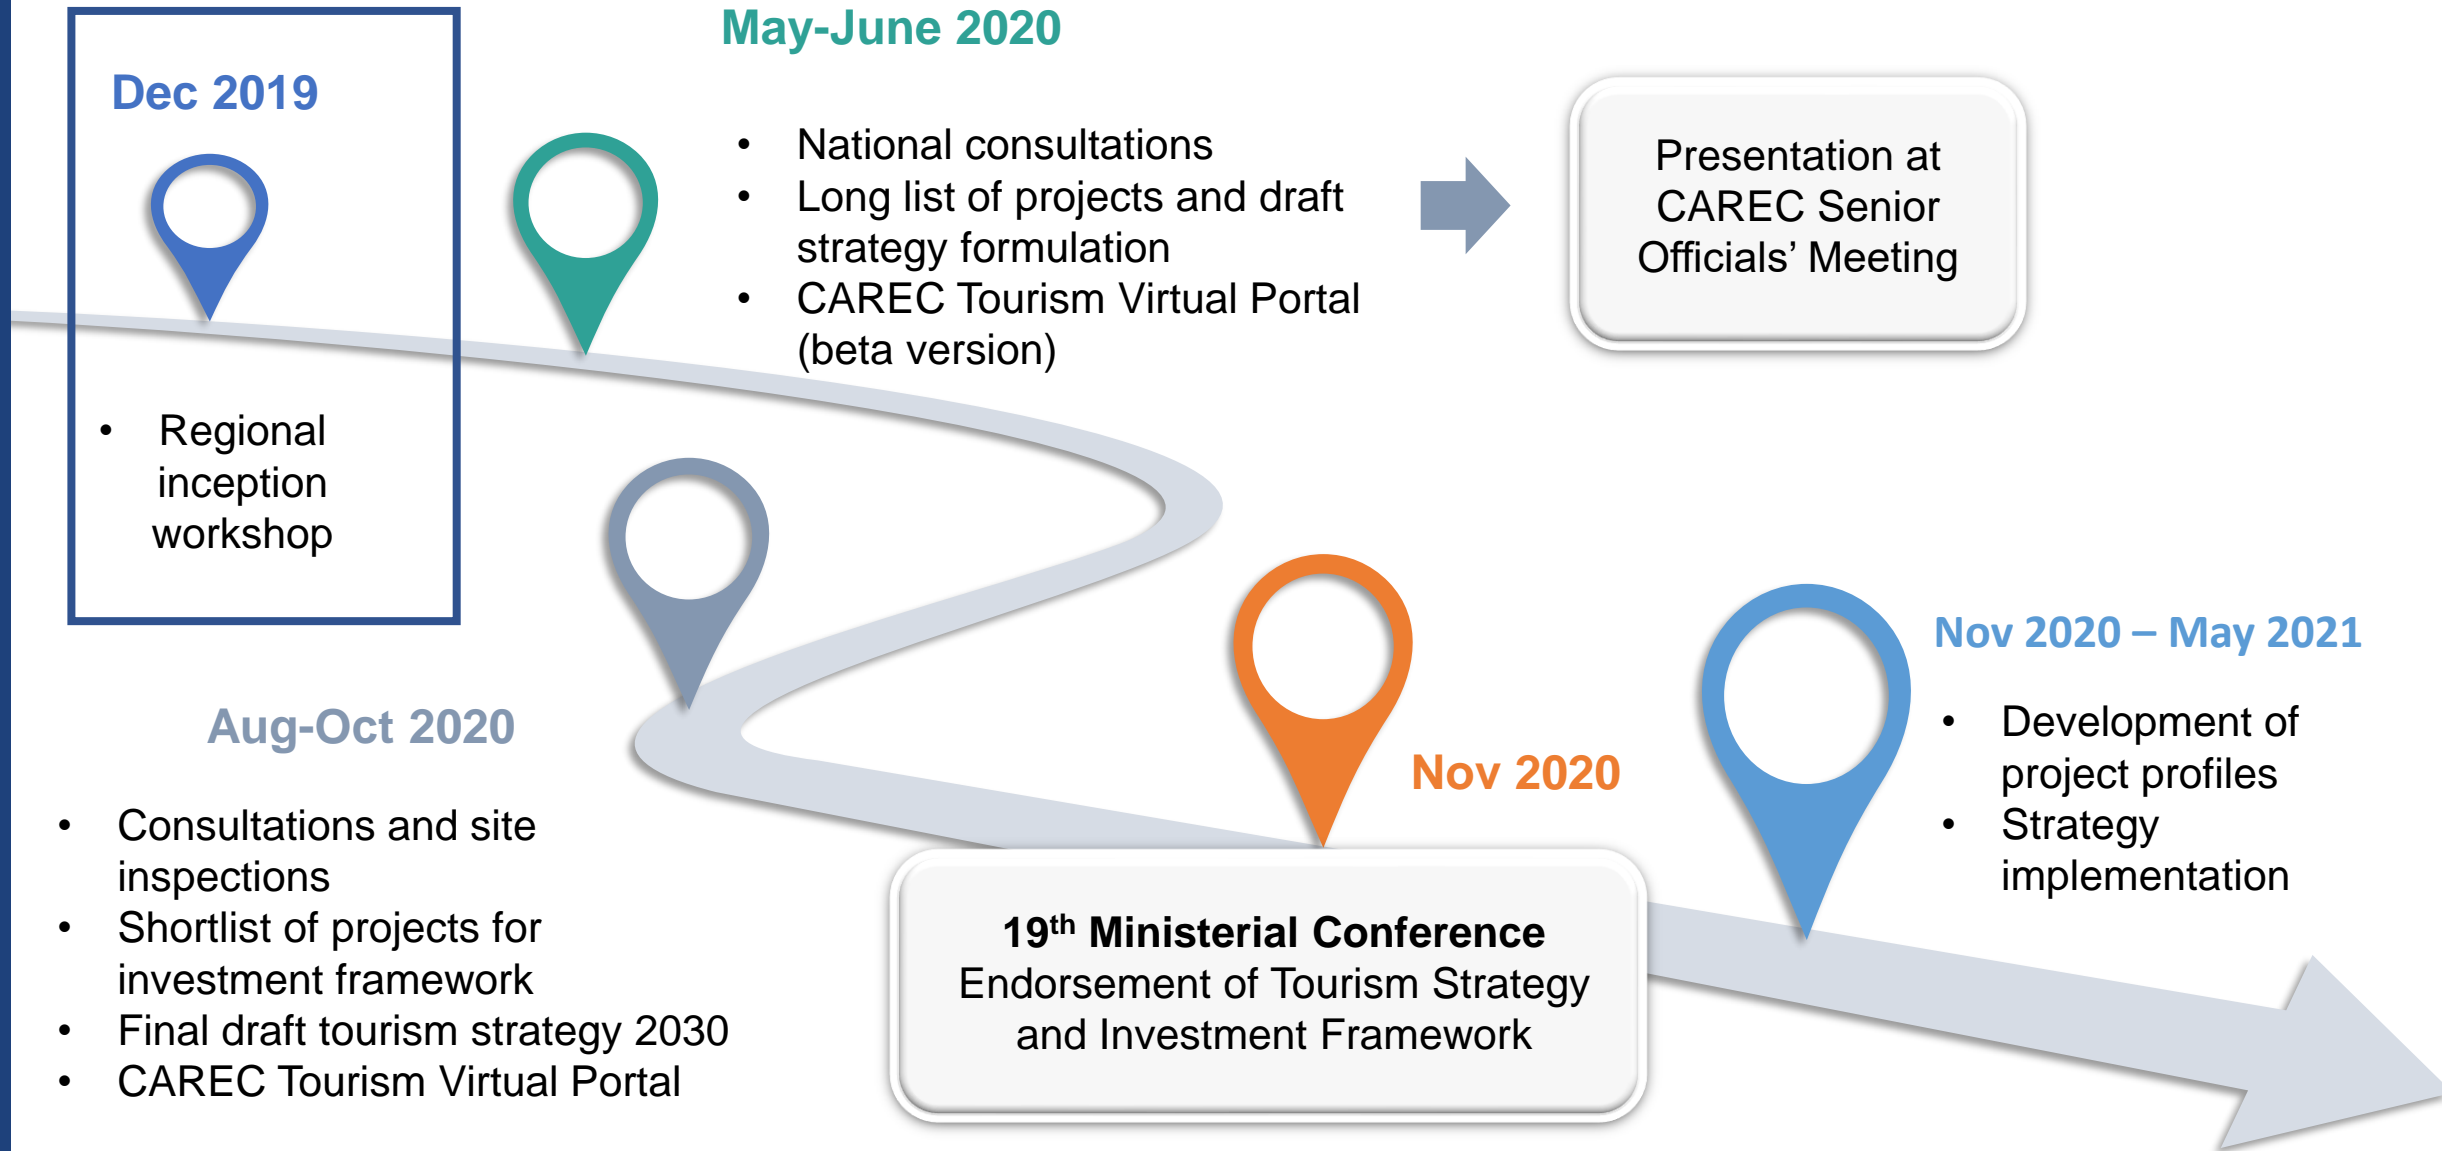 Dec 2019
• Regional
inception
workshop
May-June 2020
• National consultations
• Long list of projects and draft
strategy formulation
• CAREC Tourism Virtual Portal
(beta version)
Presentation at
CAREC Senior
Officials’ Meeting
Aug-Oct 2020
• Consultations and site
inspections
• Shortlist of projects for
investment framework
• Final draft tourism strategy 2030
• CAREC Tourism Virtual Portal
Nov 2020
19th Ministerial Conference
Endorsement of Tourism Strategy
and Investment Framework
Nov 2020 – May 2021
• Development of
project profiles
• Strategy
implementation